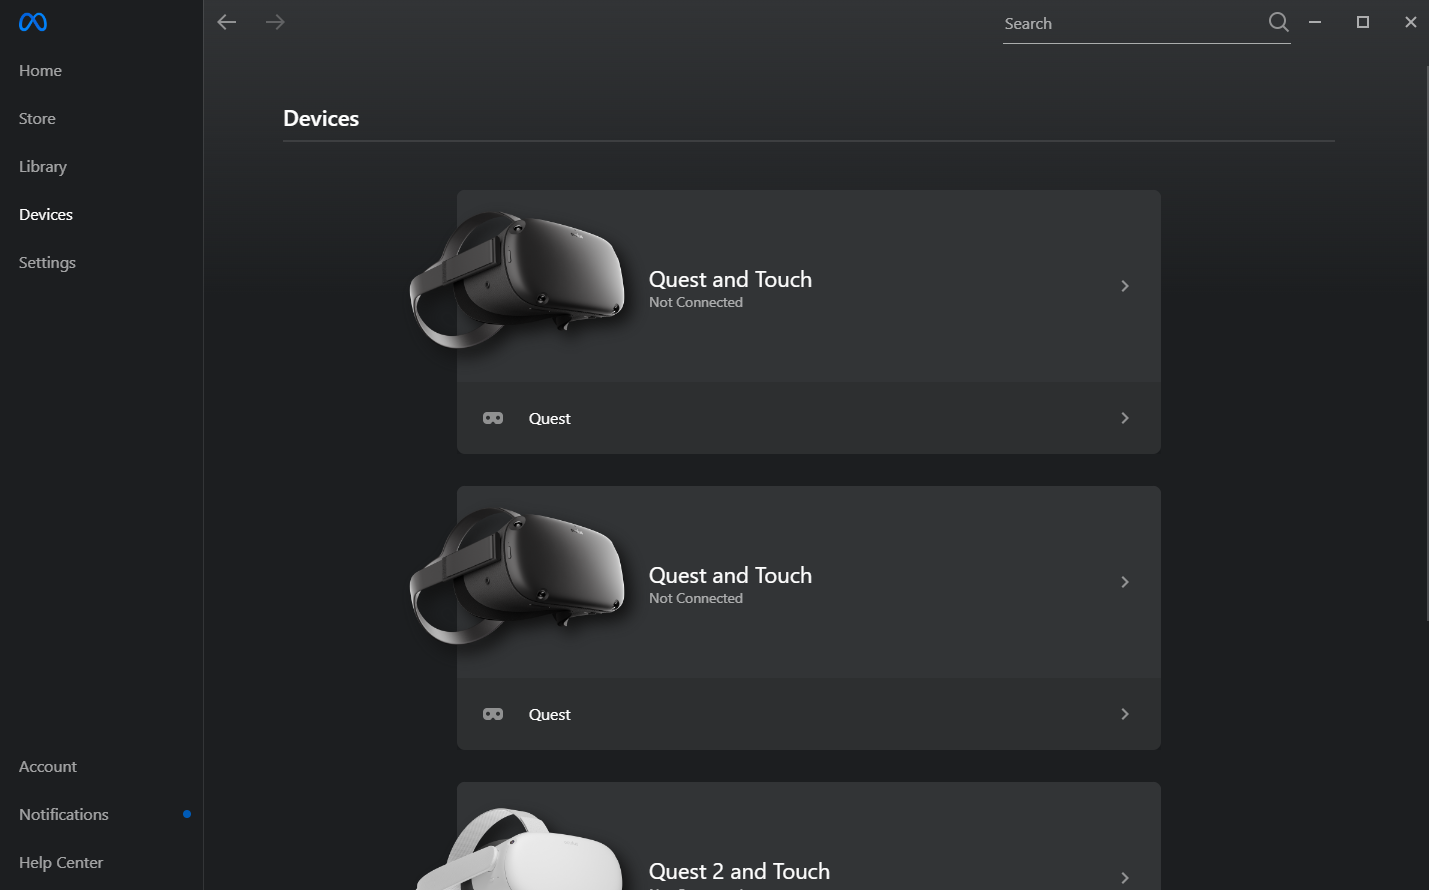 Search
Home
Store
Library
Devices
Settings
Devices
Quest and Touch
Not Connected
Quest
Quest and Touch
Not Connected
Quest
Quest 2 and Touch
Account
Notifications
Help Center